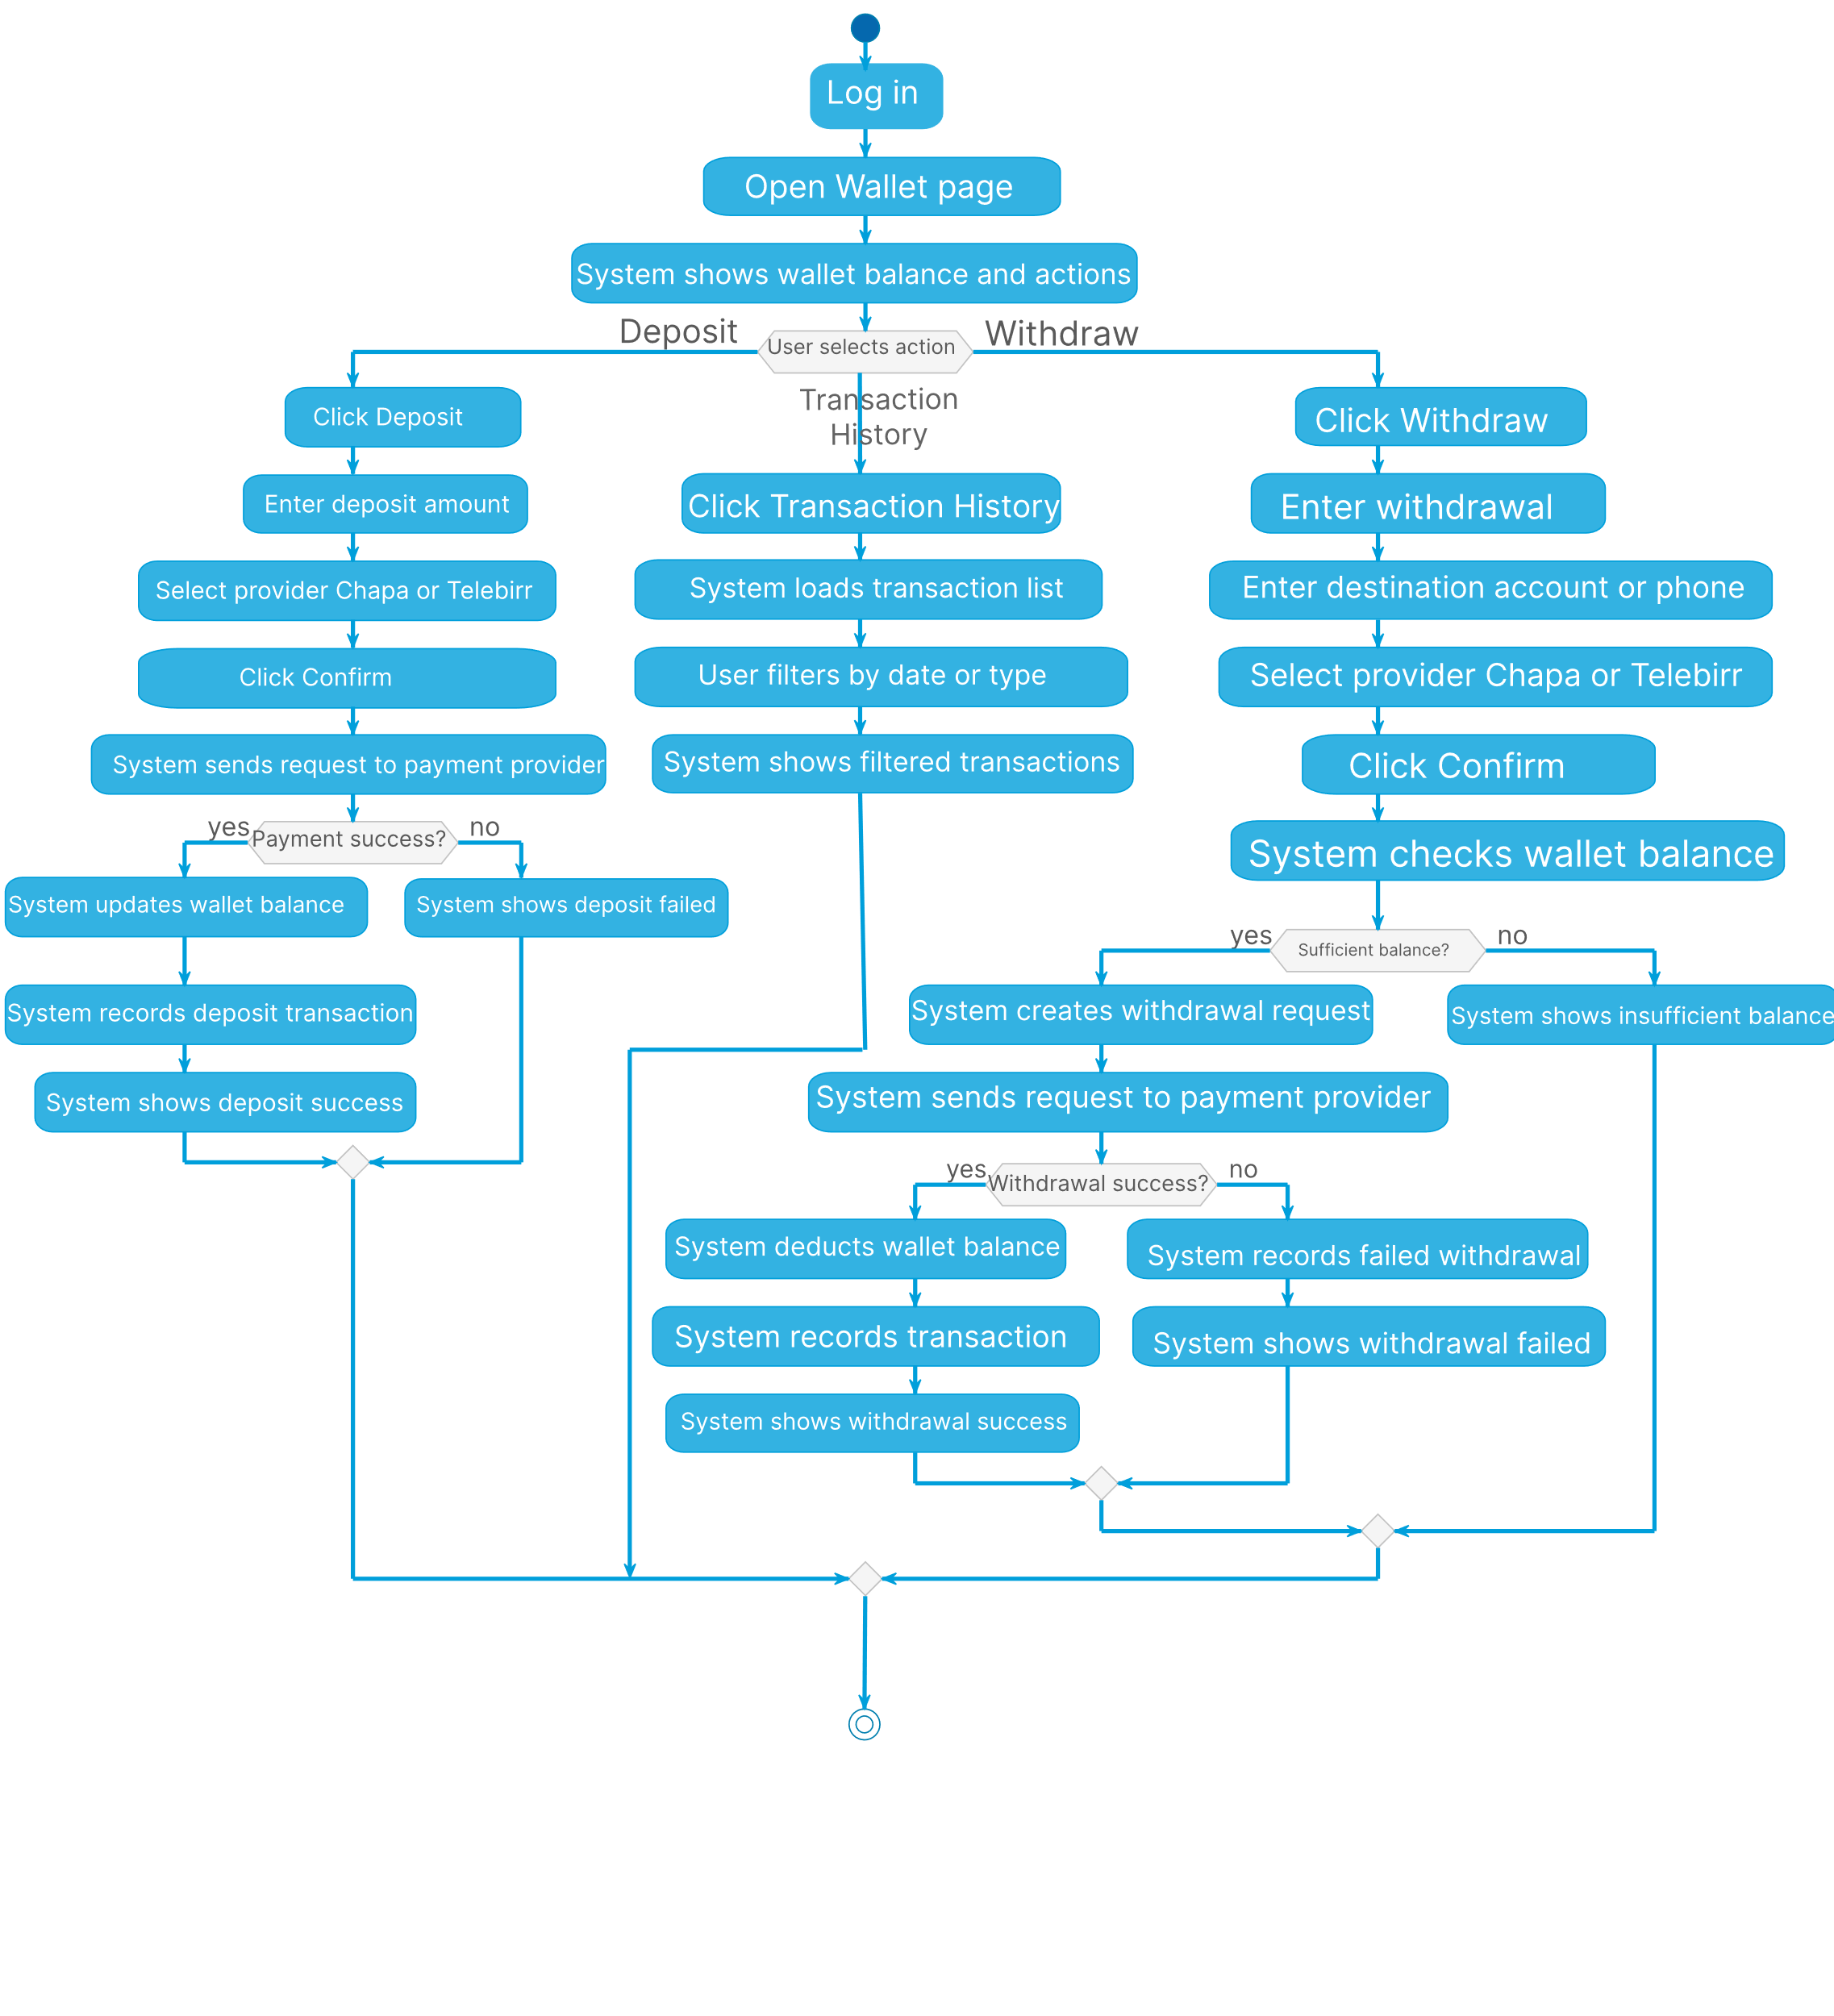 Log in
Open Wallet page
System shows wallet balance and actions
Deposit
User selects action
Withdraw
Transaction
History
Click Deposit
Enter deposit amount
Select provider Chapa or Telebirr
Click Confirm
System sends request to payment provider
yes
Payment success?
no
System updates wallet balance
System shows deposit failed
System records deposit transaction
System shows deposit success
Click Transaction History
System loads transaction list
User filters by date or type
System shows filtered transactions
Click Withdraw
Enter withdrawal
Enter destination account or phone
Select provider Chapa or Telebirr
Click Confirm
System checks wallet balance
yes
Sufficient balance?
no
System creates withdrawal request
System shows insufficient balance
System sends request to payment provider
yes
Withdrawal success?
no
System deducts wallet balance
System records failed withdrawal
System records transaction
System shows withdrawal failed
System shows withdrawal success